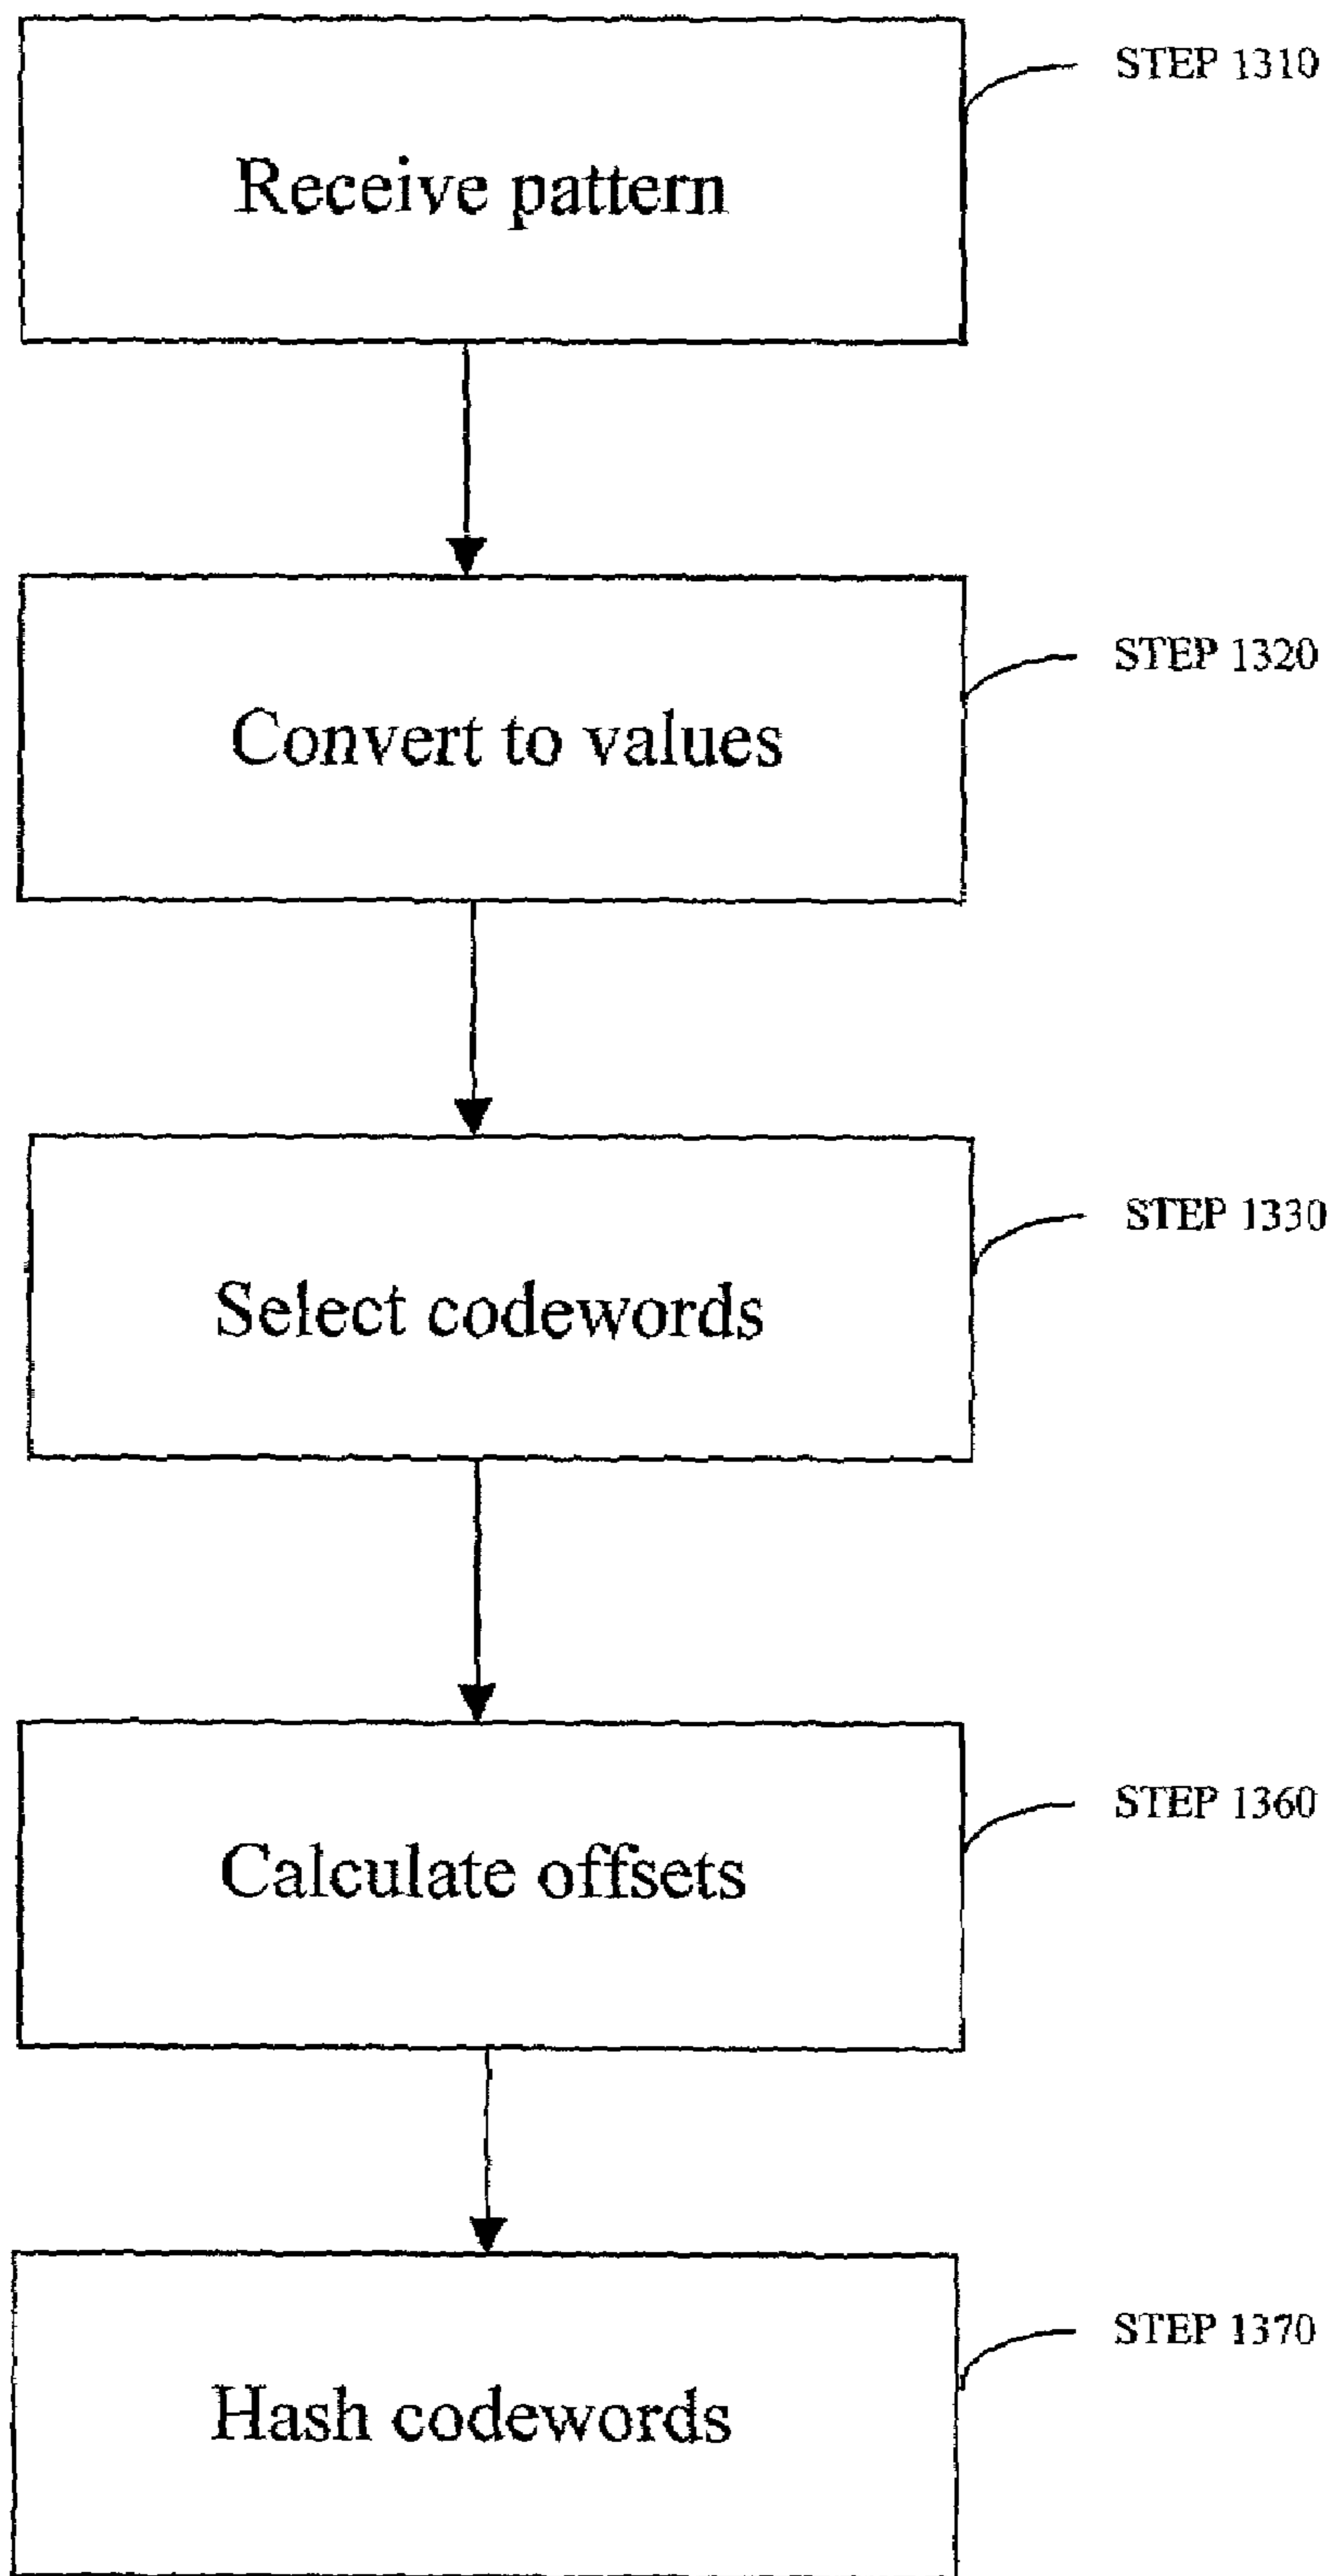 STEP 1310
Receive pattern
STEP 1320
Convert to values
STEP 1330
Select codewords
STEP 1360
Calculate offsets
STEP 1370
Hash codewords